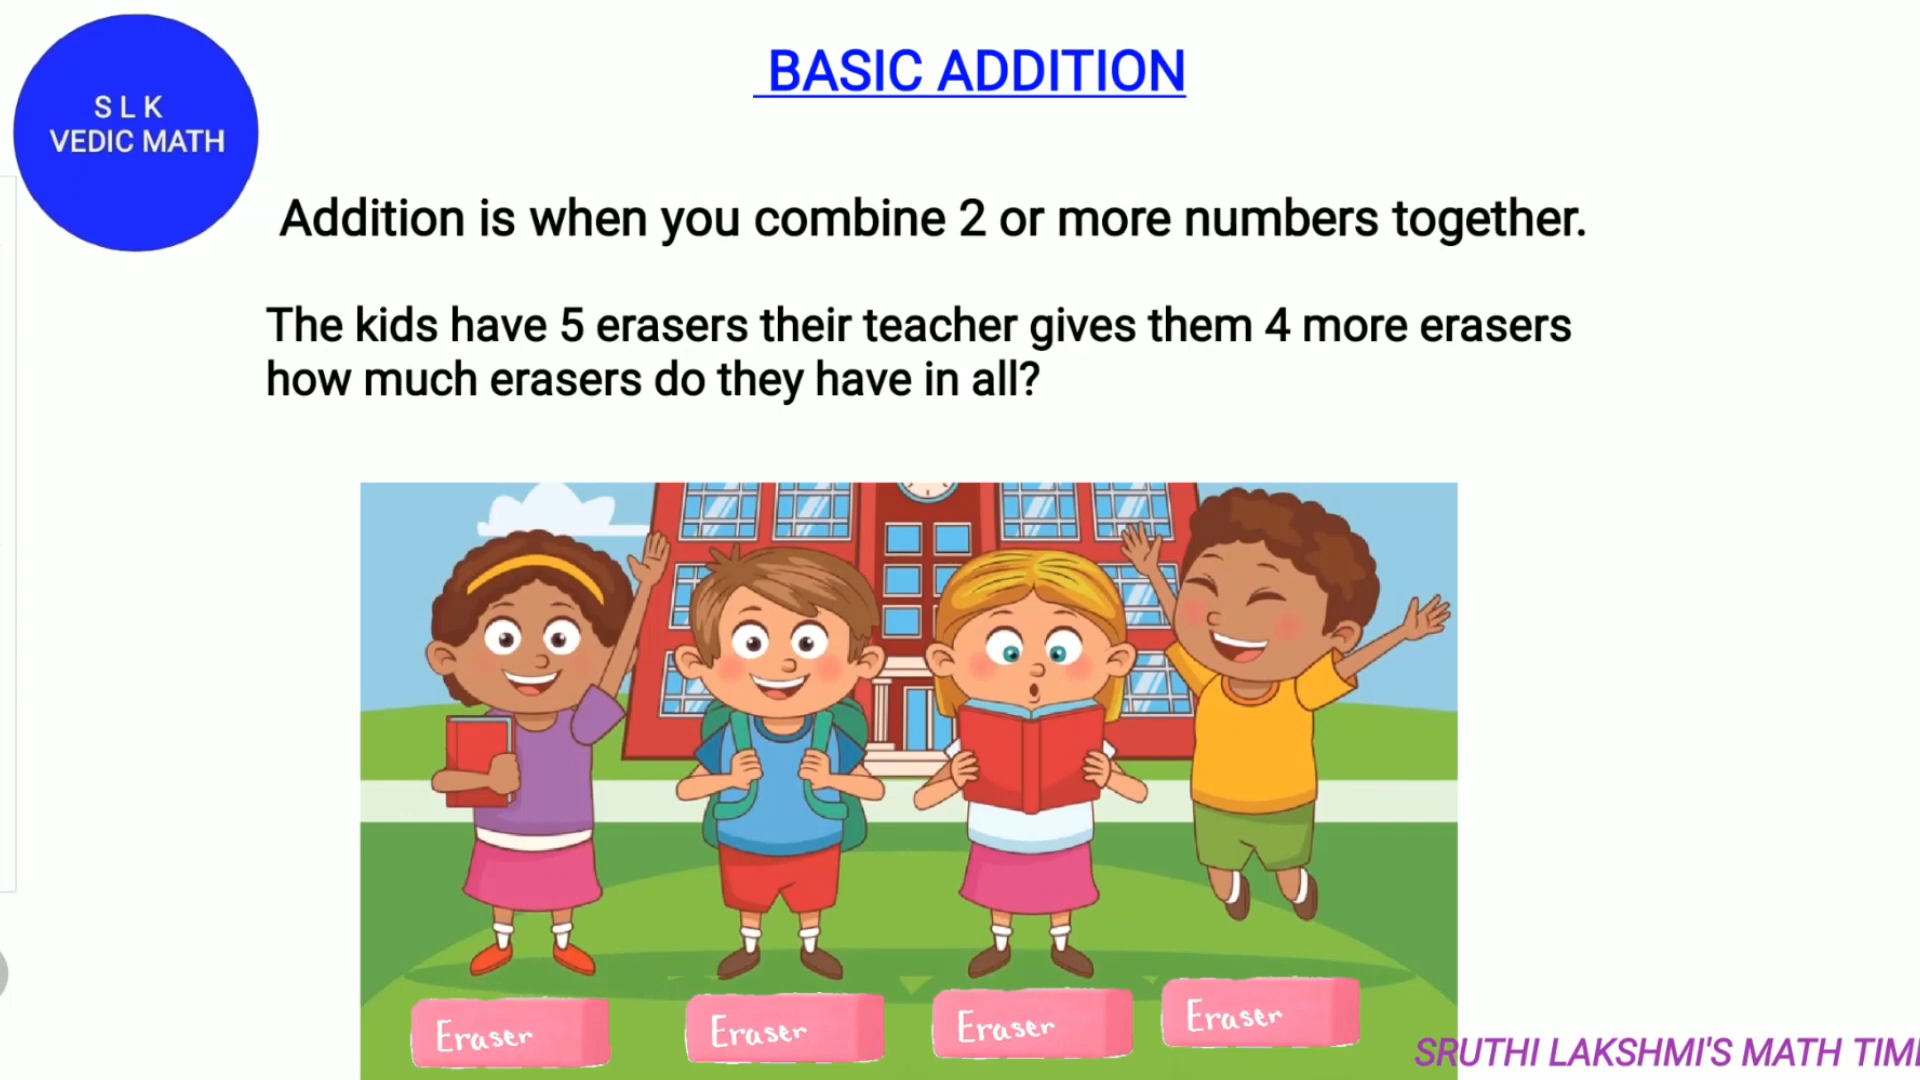 S L K
VEDIC MATH
BASIC ADDITION
Addition is when you combine 2 or more numbers together.
The kids have 5 erasers their teacher gives them 4 more erasers
how much erasers do they have in all?
Eraser
Eraser
Eraser
Eraser
SRUTHI LAKSHMI'S MATH